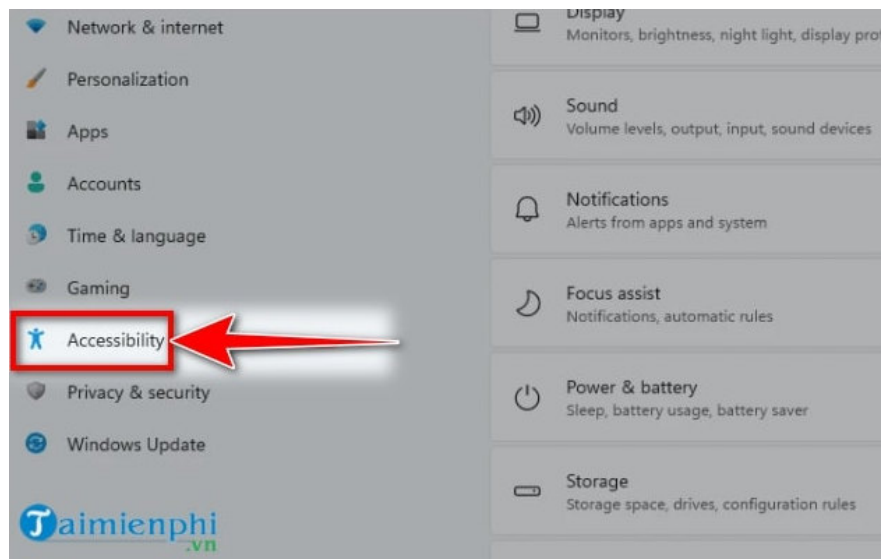 Network & internet
Personalization
Apps
Accounts
Time & language
Gaming
Accessibility
Privacy & security
Windows Update
Display
Monitors, brightness, night light, display
Sound
Volume levels, output, input, sound devices
Notifications
Alerts from apps and system
Focus assist
Notifications, automatic rules
Power & battery
Sleep, battery usage, battery saver
Storage
Storage space, drives, configuration rules
Taimienphi
.vn